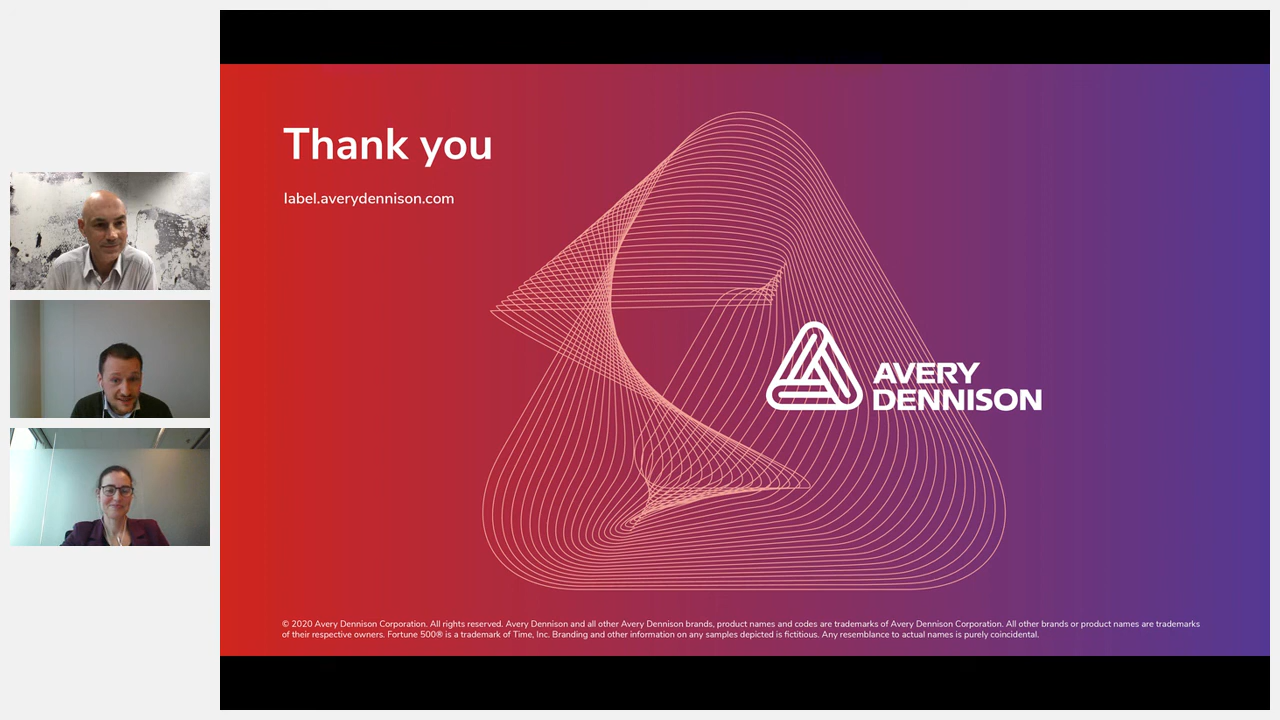 Thank you
label.averydennison.com
AVERY
DENNISON
© 2020 Avery Dennison Corporation. All rights reserved. Avery Dennison and all other Avery Dennison brands, product names and codes are trademarks of Avery Dennison Corporation. All other brands or product names are trademarks
of their respective owners. Fortune 500® is a trademark of Time, Inc. Branding and other information on any samples depicted is fictitious. Any resemblance to actual names is purely coincidental.